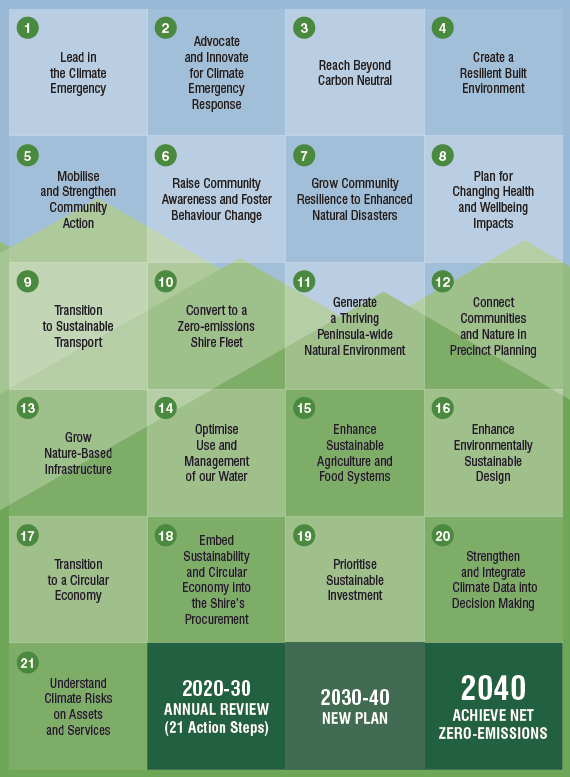 1
Lead in
the Climate
Emergency
2
Advocate
and Innovate
for Climate
Emergency
Response
3
Reach Beyond
Carbon Neutral
4
Create a
Resilient Built
Environment
5
Mobilise
and Strengthen
Community
Action
6
Raise Community
Awareness and Foster
Behaviour Change
7
Grow Community
Resilience to Enhanced
Natural Disasters
8
Plan for
Changing Health
and Wellbeing
Impacts
9
Transition
to Sustainable
Transport
10
Convert to a
Zero-emissions
Shire Fleet
11
Generate
a Thriving
Peninsula-wide
Natural Environment
12
Connect
Communities
and Nature in
Precinct Planning
13
Grow
Nature-Based
Infrastructure
14
Optimise
Use and
Management
of our Water
15
Enhance
Sustainable
Agriculture and
Food Systems
16
Enhance
Environmentally
Sustainable
Design
17
Transition
to a Circular
Economy
18
Embed
Sustainability
and Circular
Economy into
the Shire's
Procurement
19
Prioritise
Sustainable
Investment
20
Strengthen
and Integrate
Climate Data into
Decision Making
21
Understand
Climate Risks
on Assets
and Services
2020-30
ANNUAL REVIEW
(21 Action Steps)
2030-40
NEW PLAN
2040
ACHIEVE NET
ZERO-EMISSIONS